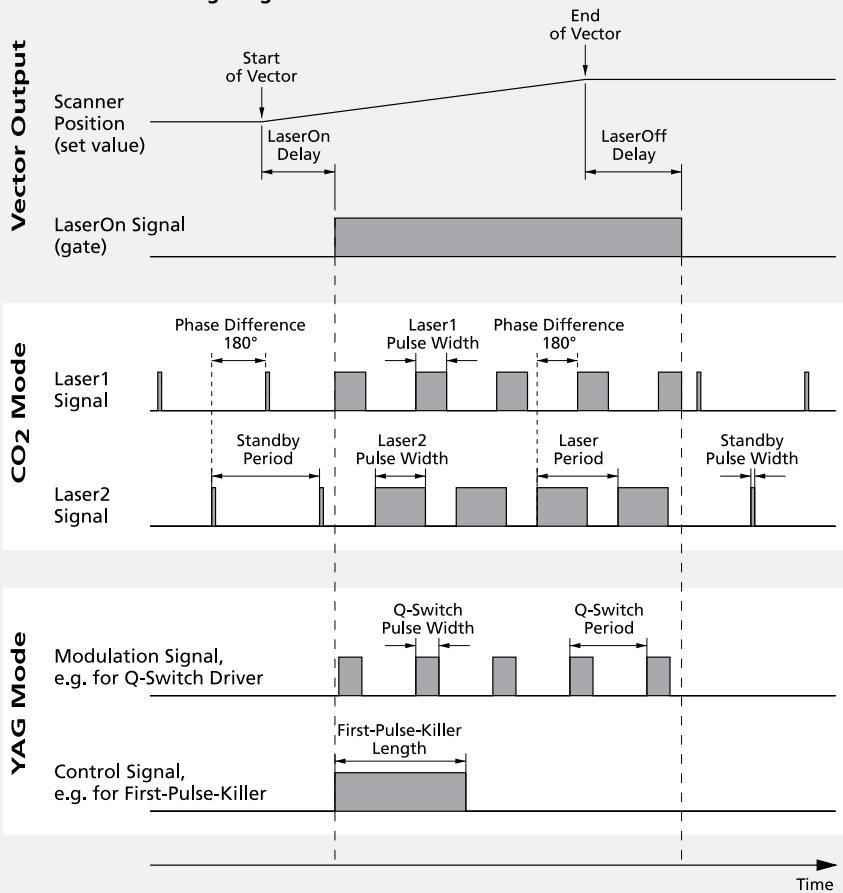 End
of Vector
Start
of Vector
Vector Output
Scanner
Position
(set value)
LaserOn
Delay
LaserOff
Delay
LaserOn Signal
(gate)
CO2 Mode
Phase Difference
180°
Laser1
Pulse Width
Phase Difference
180°
Laser1
Signal
Standby
Period
Laser2
Pulse Width
Laser
Period
Standby
Pulse Width
Laser2
Signal
YAG Mode
Q-Switch
Pulse Width
Q-Switch
Period
Modulation Signal,
e.g. for Q-Switch Driver
First-Pulse-Killer
Length
Control Signal,
e.g. for First-Pulse-Killer
Time